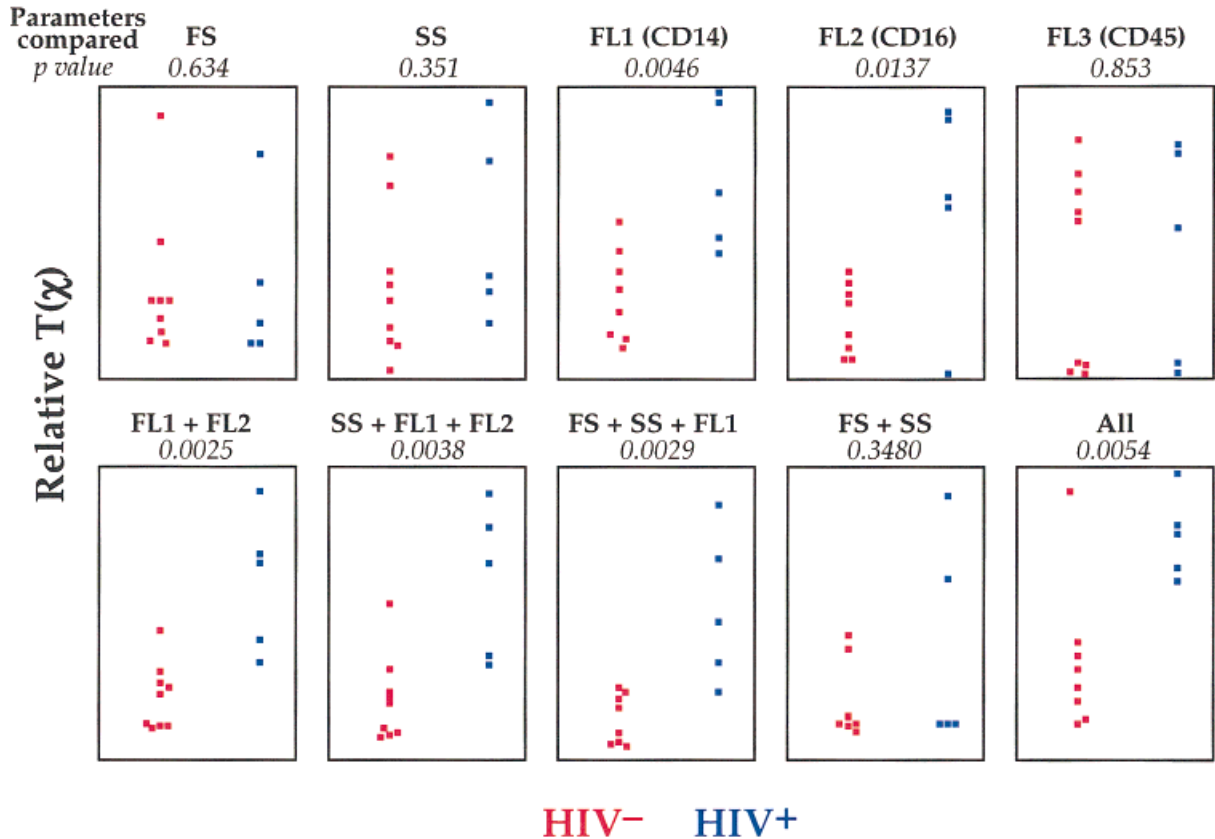 Parameters
compared
p value
FS
0.634
SS
0.351
FL1 (CD14)
0.0046
FL2 (CD16)
0.0137
FL3 (CD45)
0.853
Relative T(χ)
FL1 + FL2
0.0025
SS + FL1 + FL2
0.0038
FS + SS + FL1
0.0029
FS + SS
0.3480
All
0.0054
HIV− HIV+